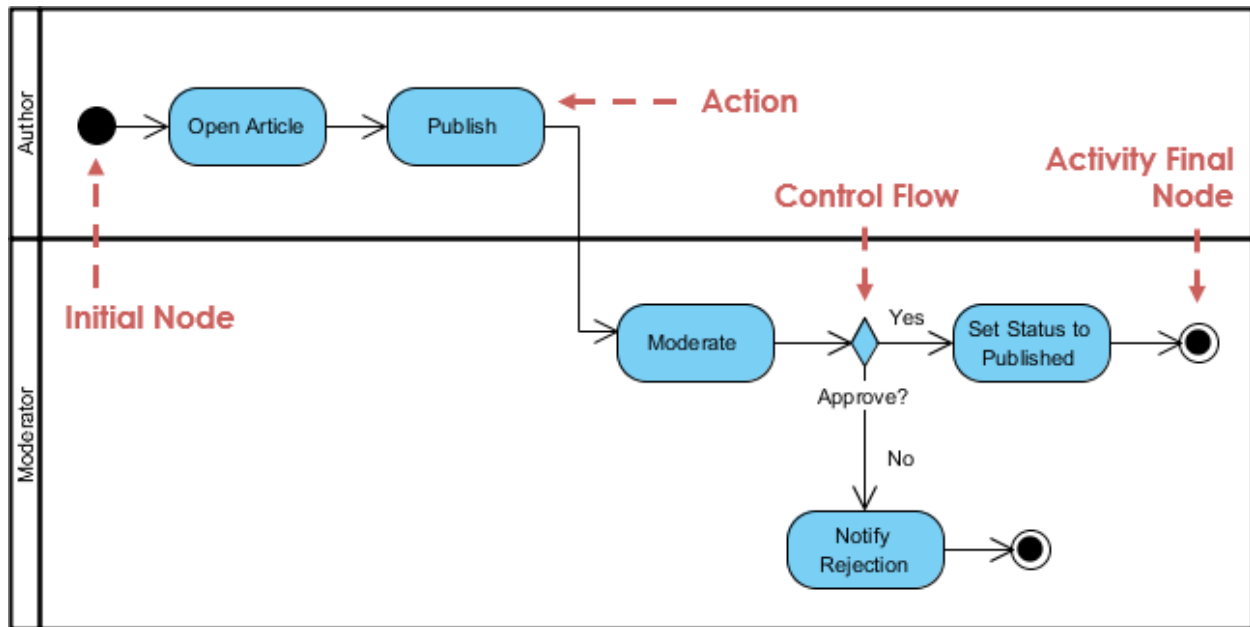 Author
Open Article
Publish
Action
Control Flow
Activity Final
Node
Initial Node
Moderator
Moderate
Yes
Approve?
Set Status to
Published
No
Notify
Rejection